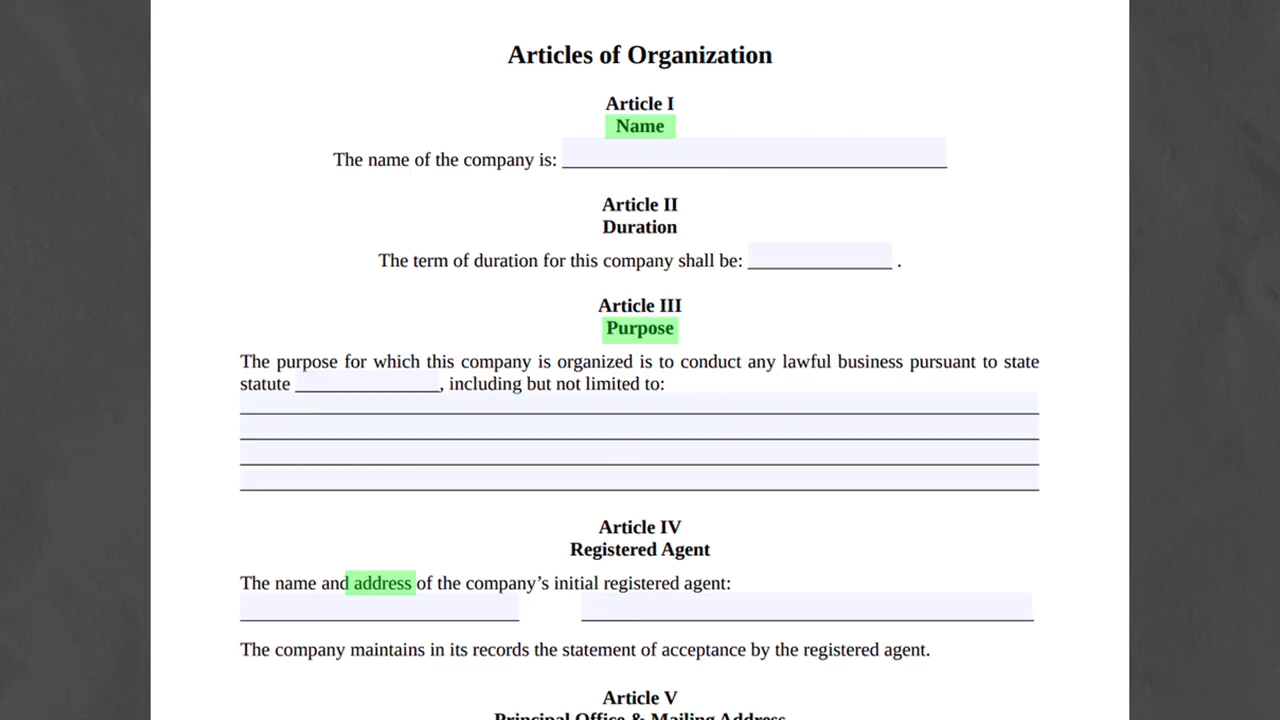 Articles of Organization
Article I
Name
The name of the company is:
Article II
Duration
The term of duration for this company shall be: .
Article III
Purpose
The purpose for which this company is organized is to conduct any lawful business pursuant to state
statute , including but not limited to:
Article IV
Registered Agent
The name and address of the company’s initial registered agent:
The company maintains in its records the statement of acceptance by the registered agent.
Article V
Principal Office & Mailing Address